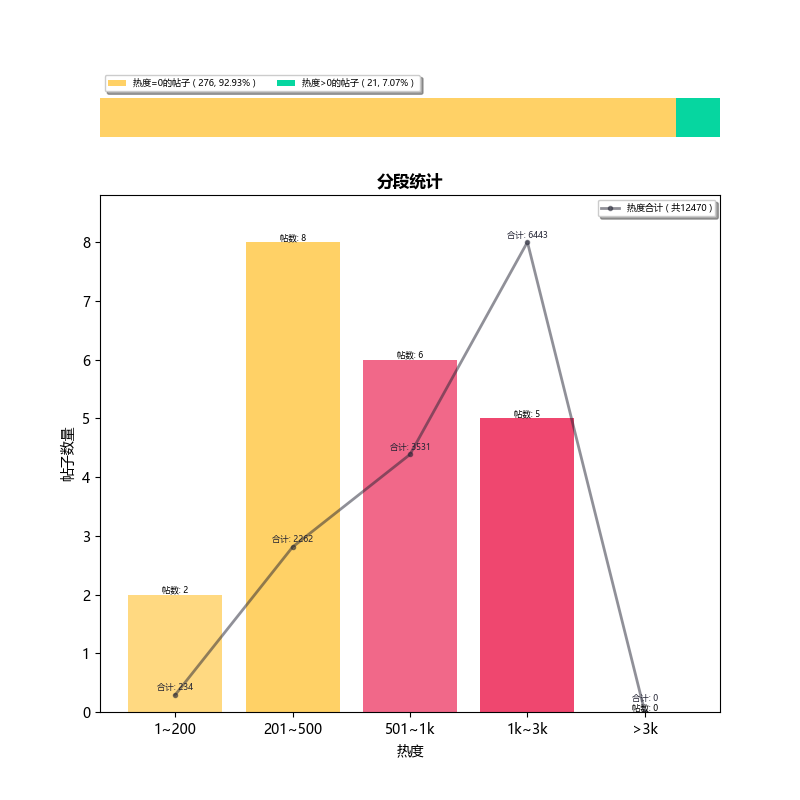 热度=0的帖子 ( 276, 92.93% ) 热度>0的帖子 ( 21, 7.07% )
分段统计
热度合计 ( 共12470 )
合计: 6443
帖数: 8
帖数: 6
帖数: 5
合计: 3531
合计: 2262
帖数: 2
合计: 234
合计: 0
帖数: 0
8
7
6
5
4
3
2
1
0
帖子数量
1~200 201~500 501~1k 1k~3k >3k
热度